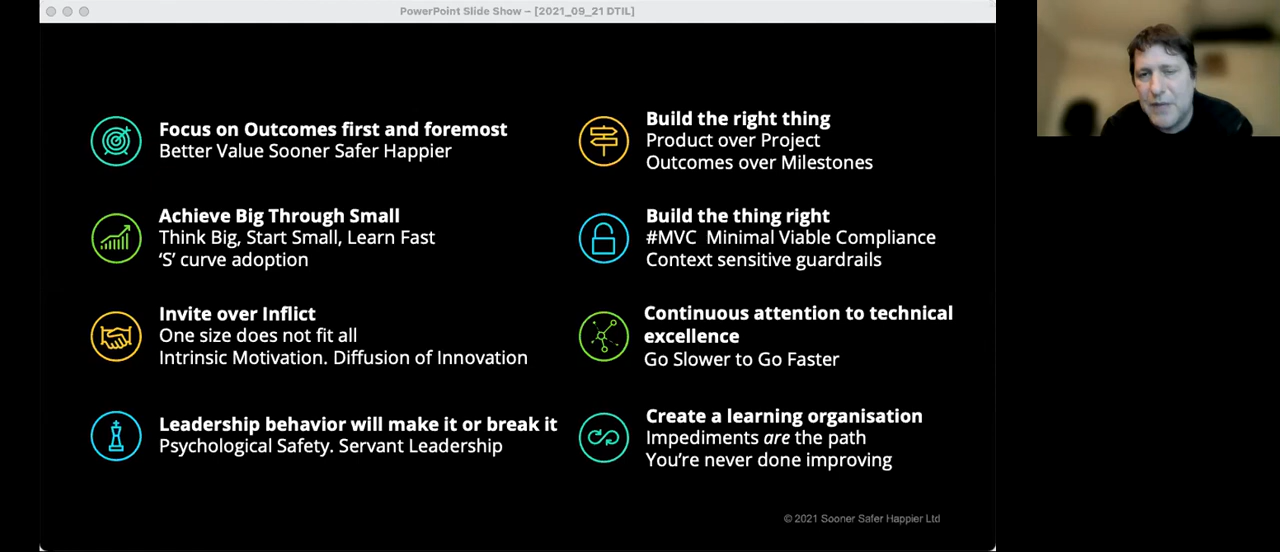 PowerPoint Slide Show – [2021_09_21 DTIL]
Focus on Outcomes first and foremost
Better Value Sooner Safer Happier
Achieve Big Through Small
Think Big, Start Small, Learn Fast
‘S’ curve adoption
Invite over Inflict
One size does not fit all
Intrinsic Motivation. Diffusion of Innovation
Leadership behavior will make it or break it
Psychological Safety. Servant Leadership
Build the right thing
Product over Project
Outcomes over Milestones
Build the thing right
#MVC Minimal Viable Compliance
Context sensitive guardrails
Continuous attention to technical
excellence
Go Slower to Go Faster
Create a learning organisation
Impediments are the path
You’re never done improving
© 2021 Sooner Safer Happier Ltd